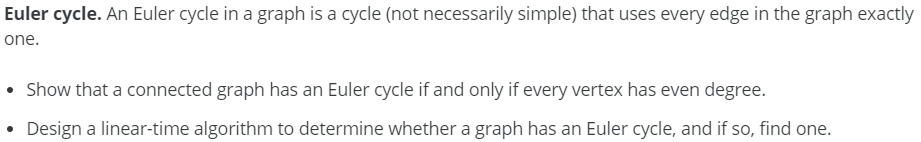 Euler cycle. An Euler cycle in a graph is a cycle (not necessarily simple) that uses every edge in the graph exactly
one.
• Show that a connected graph has an Euler cycle if and only if every vertex has even degree.
• Design a linear-time algorithm to determine whether a graph has an Euler cycle, and if so, find one.